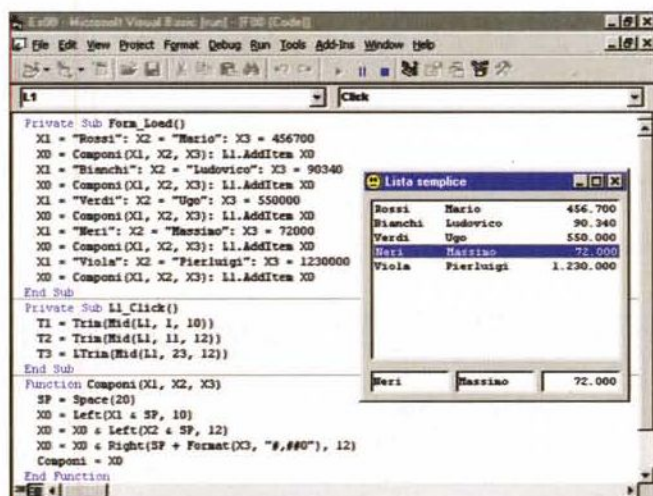 Es00 - Microsoft Visual Basic [run] - [F00 (Code)]
File Edit View Project Format Debug Run Tools Add-Ins Window Help
L1 Click
Private Sub Form_Load()
X1 = "Rossi": X2 = "Mario": X3 = 456700
X0 = Componi(X1, X2, X3): L1.AddItem X0
X1 = "Bianchi": X2 = "Ludovico": X3 = 90340
X0 = Componi(X1, X2, X3): L1.AddItem X0
X1 = "Verdi": X2 = "Ugo": X3 = 550000
X0 = Componi(X1, X2, X3): L1.AddItem X0
X1 = "Neri": X2 = "Massimo": X3 = 72000
X0 = Componi(X1, X2, X3): L1.AddItem X0
X1 = "Viola": X2 = "Pierluigi": X3 = 1230000
X0 = Componi(X1, X2, X3): L1.AddItem X0
End Sub
Private Sub L1_Click()
T1 = Trim(Mid(L1, 1, 10))
T2 = Trim(Mid(L1, 11, 12))
T3 = LTrim(Mid(L1, 23, 12))
End Sub
Function Componi(X1, X2, X3)
SP = Space(20)
X0 = Left(X1 & SP, 10)
X0 = X0 & Left(X2 & SP, 12)
X0 = X0 & Right(SP + Format(X3, "#,##0"), 12)
Componi = X0
End Function
Lista semplice
Rossi Mario 456.700
Bianchi Ludovico 90.340
Verdi Ugo 550.000
Neri Massimo 72.000
Viola Pierluigi 1.230.000
Neri Massimo 72.000